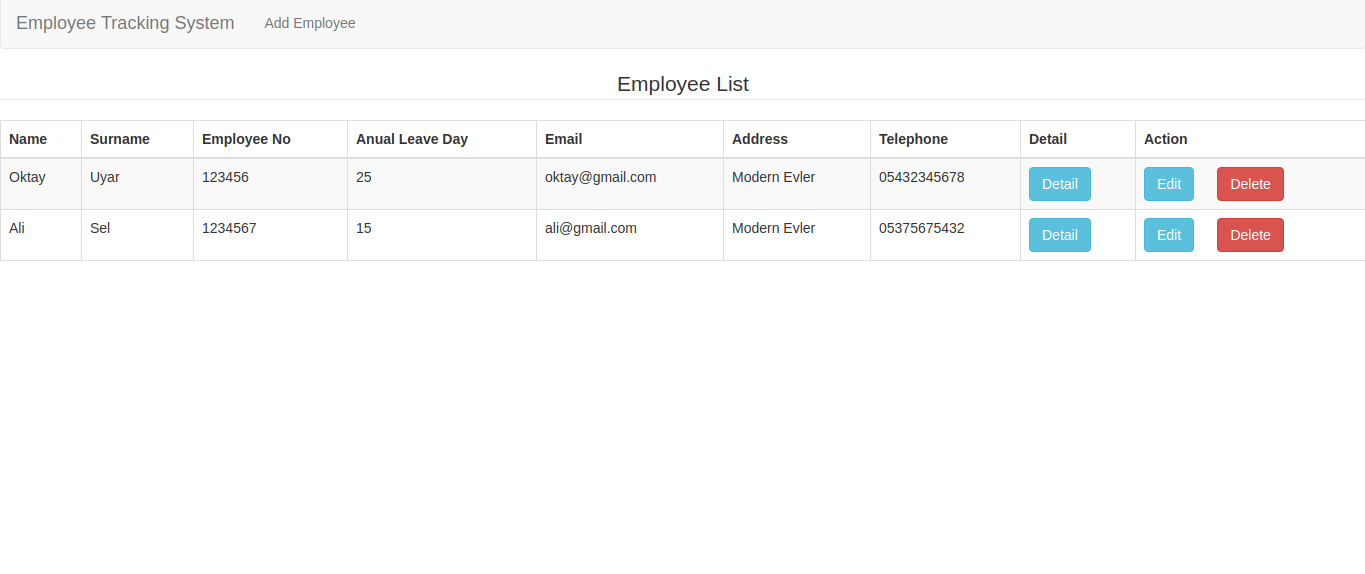 Employee Tracking System Add Employee
Employee List
Name Surname Employee No Anual Leave Day Email Address Telephone Detail Action
Oktay Uyar 123456 25 oktay@gmail.com Modern Evler 05432345678 Detail Edit Delete
Ali Sel 1234567 15 ali@gmail.com Modern Evler 05375675432 Detail Edit Delete